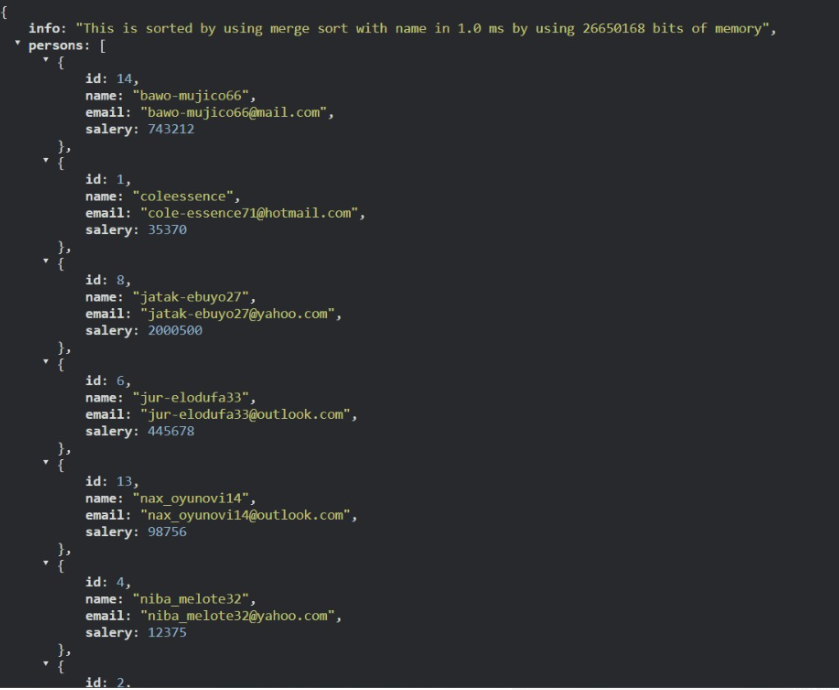 {
info: "This is sorted by using merge sort with name in 1.0 ms by using 26650168 bits of memory",
persons: [
{
id: 14,
name: "bawo-mujico66",
email: "bawo-mujico66@mail.com",
salery: 743212
},
{
id: 1,
name: "coleessence",
email: "cole-essence71@hotmail.com",
salery: 35370
},
{
id: 8,
name: "jatak-ebuyo27",
email: "jatak-ebuyo27@yahoo.com",
salery: 2000500
},
{
id: 6,
name: "jur-elodufa33",
email: "jur-elodufa33@outlook.com",
salery: 445678
},
{
id: 13,
name: "nax_oyunovi14",
email: "nax_oyunovi14@outlook.com",
salery: 98756
},
{
id: 4,
name: "niba_melote32",
email: "niba_melote32@yahoo.com",
salery: 12375
},
{
id: 2,